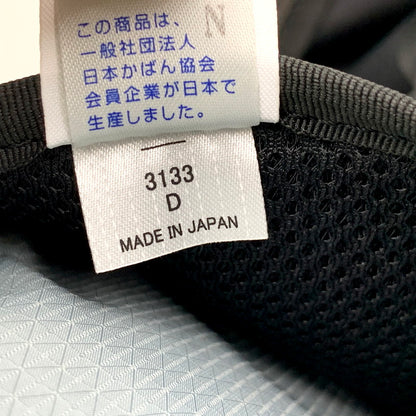 この商品は、
一般社団法人
日本かばん協会
会員企業が日本で
生産しました。
N
3133
D
MADE IN JAPAN